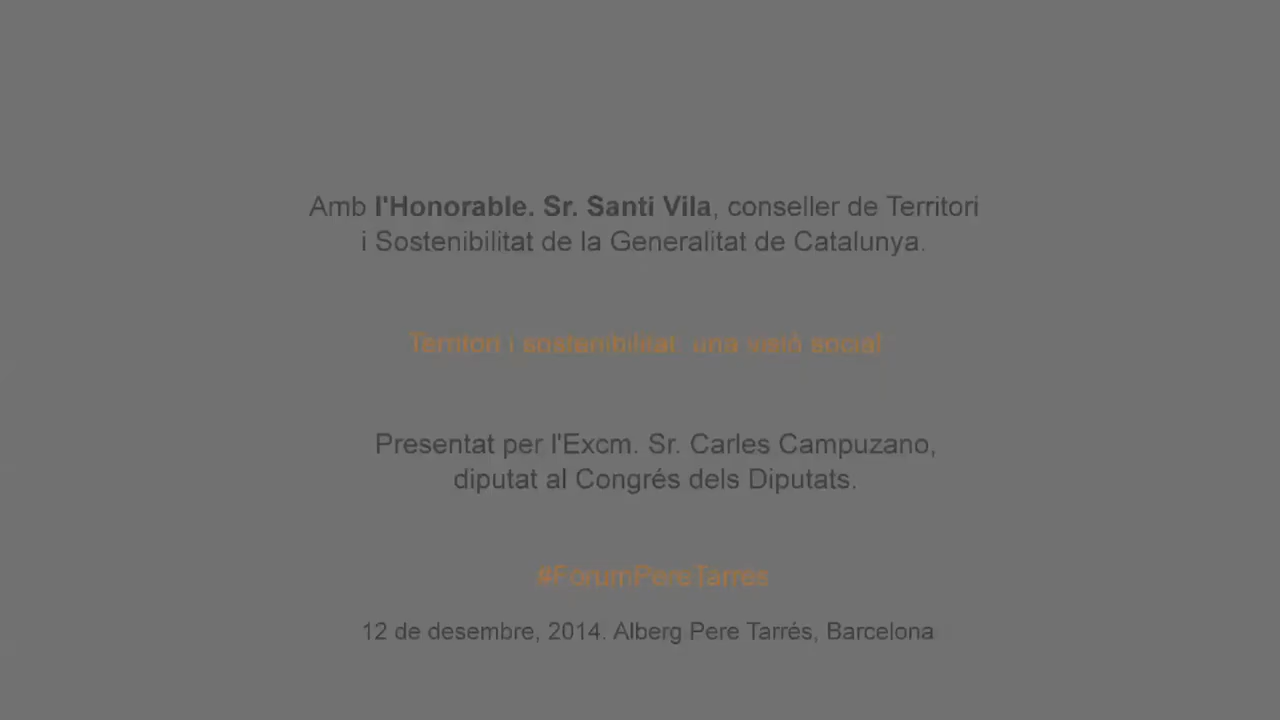 Amb l'Honorable. Sr. Santi Vila, conseller de Territori
i Sostenibilitat de la Generalitat de Catalunya.
Territori i sostenibilitat: una visió social
Presentat per l'Excm. Sr. Carles Campuzano,
diputat al Congrés dels Diputats.
#FòrumPereTarrés
12 de desembre, 2014. Alberg Pere Tarrés, Barcelona